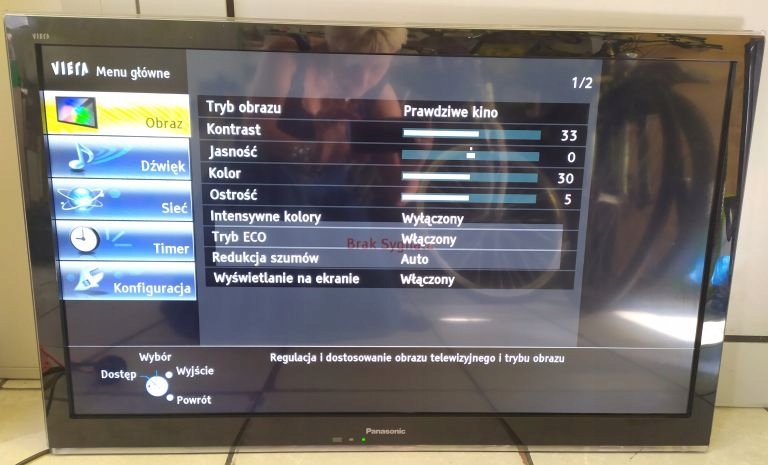 VIErA
VIErA Menu główne
1/2
Obraz
Dźwięk
Sieć
Timer
Konfiguracja
Tryb obrazu Prawdziwe kino
Kontrast 33
Jasność 0
Kolor 30
Ostrość 5
Intensywne kolory Wyłączony
Tryb ECO Włączony
Brak Sygnału
Redukcja szumów Auto
Wyświetlanie na ekranie Włączony
Wybór
Dostęp
Wyjście
Powrót
Regulacja i dostosowanie obrazu telewizyjnego i trybu obrazu
Panasonic